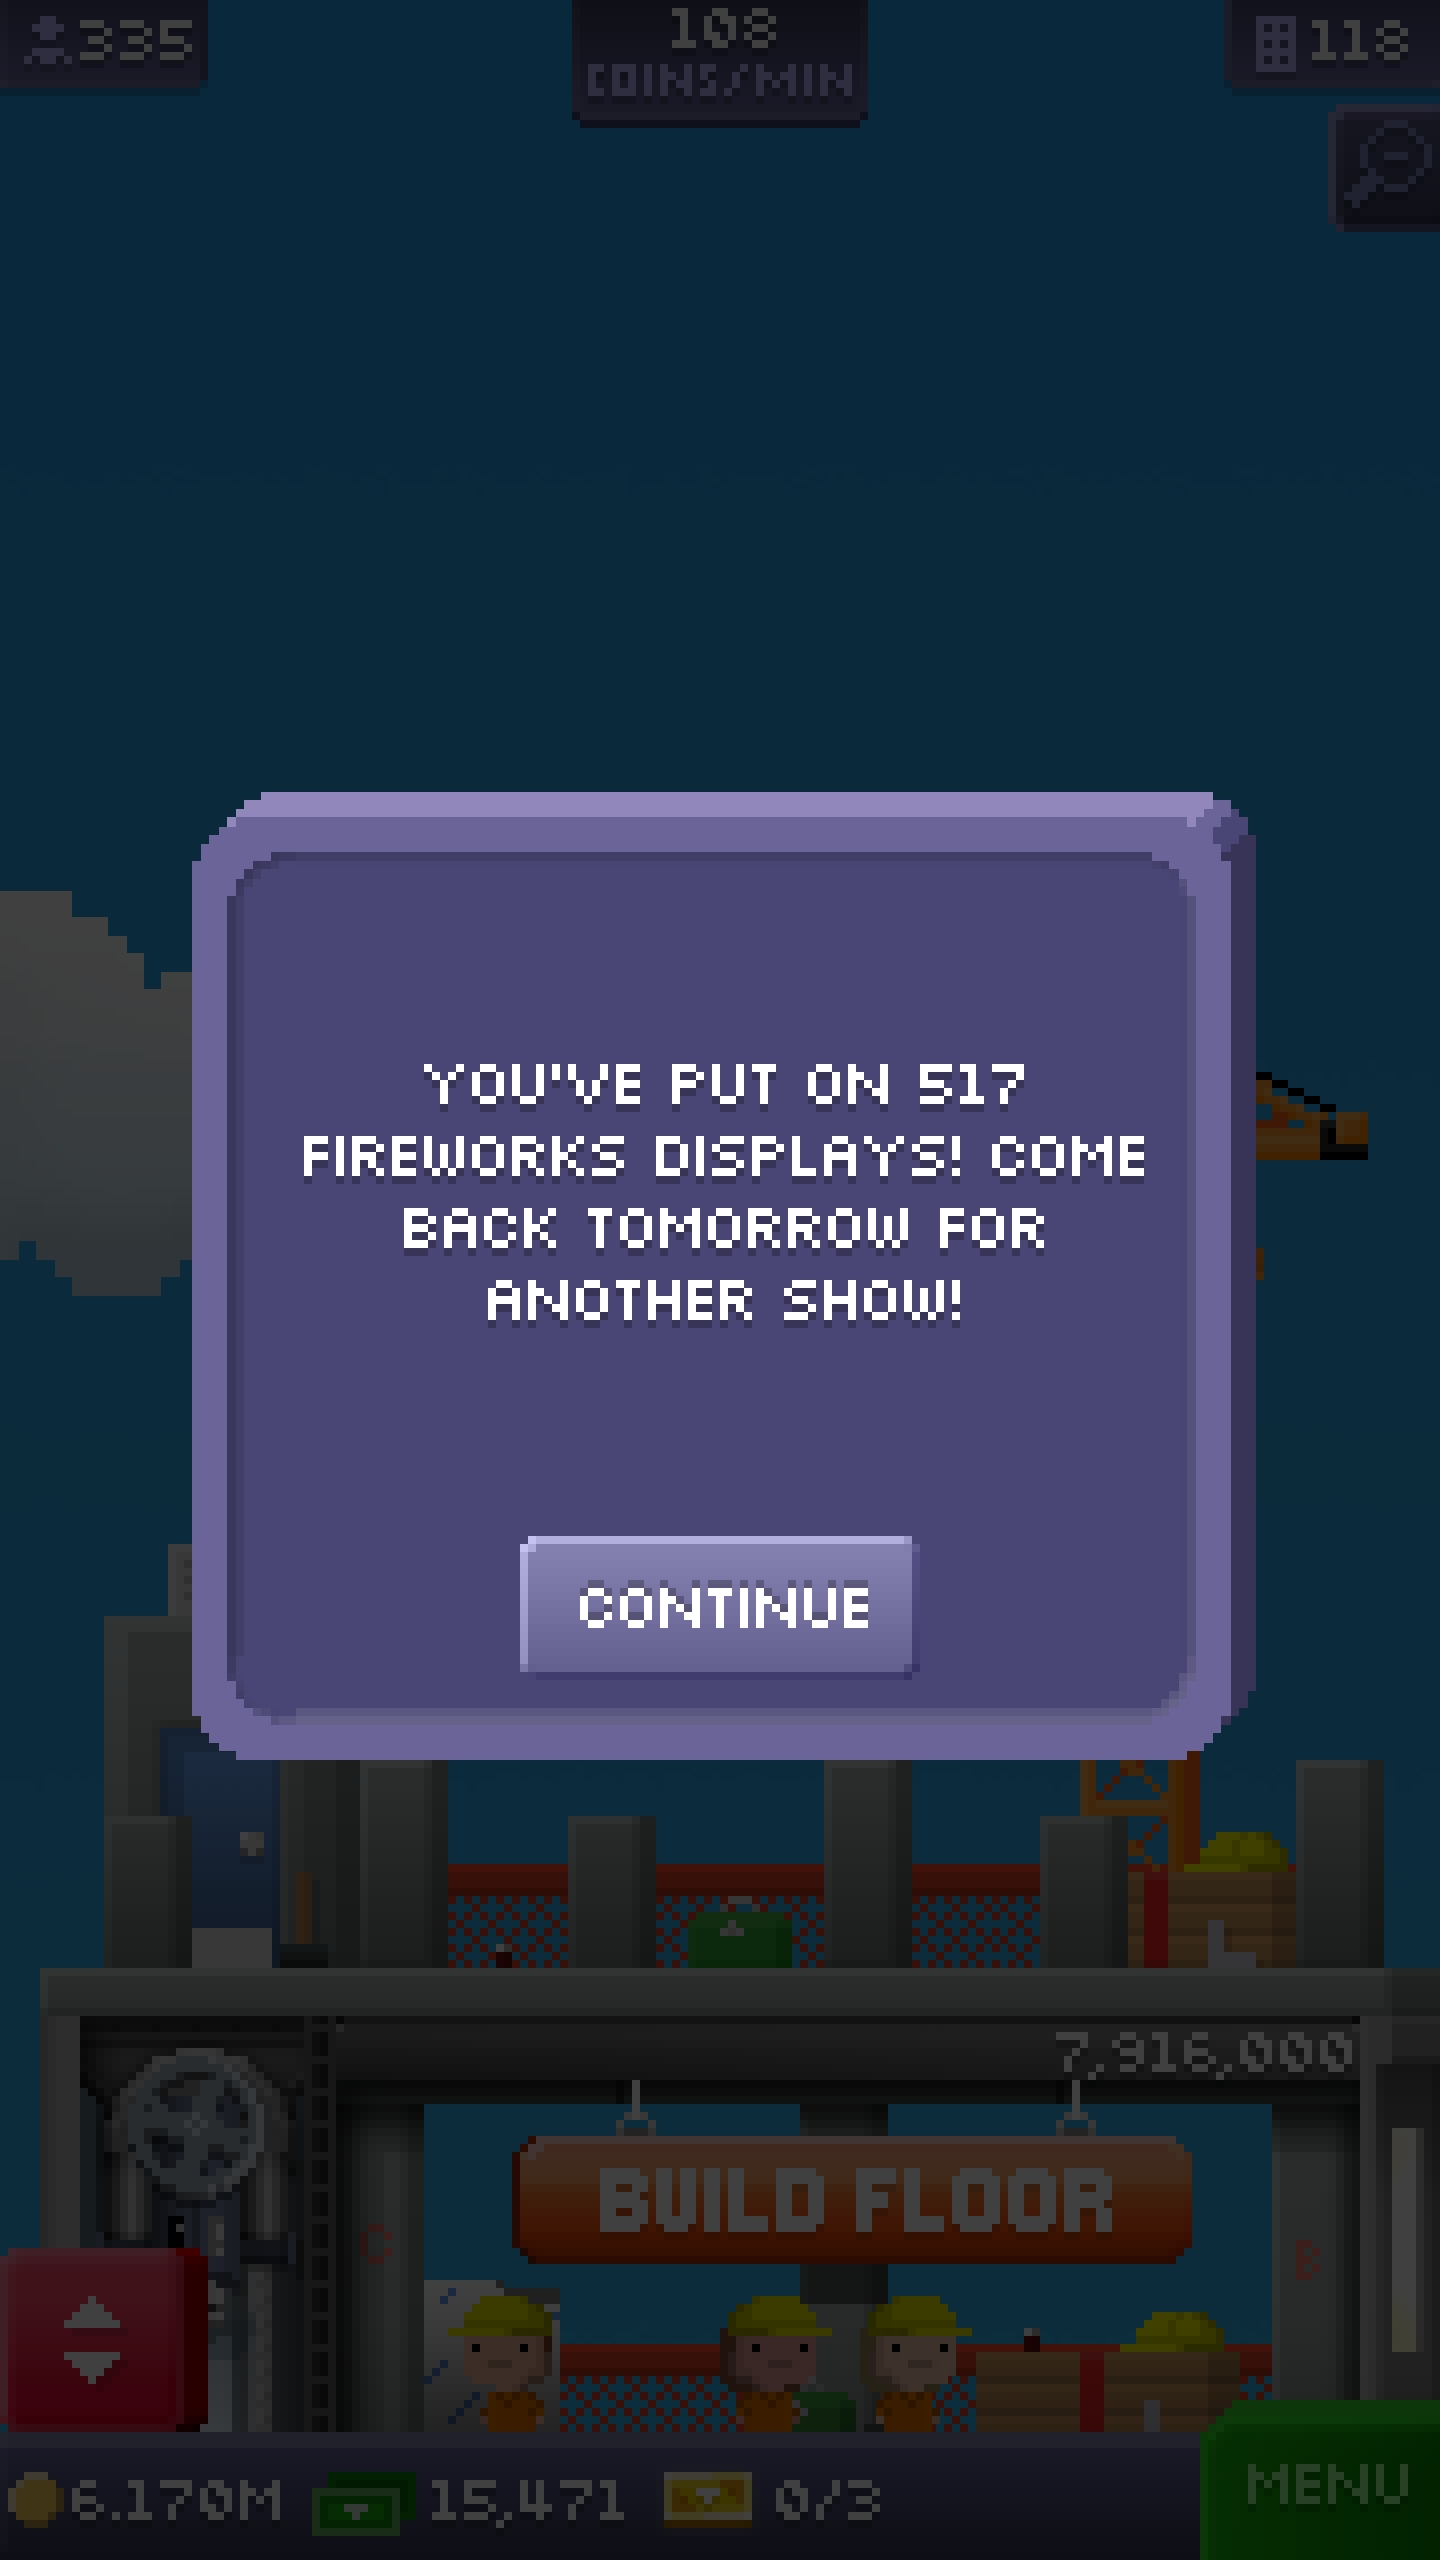 335
108
COINS/MIN
118
YOU'VE PUT ON 517
FIREWORKS DISPLAYS! COME
BACK TOMORROW FOR
ANOTHER SHOW!
CONTINUE
7,916,000
BUILD FLOOR
C
B
6.170M
15,471
0/3
MENU